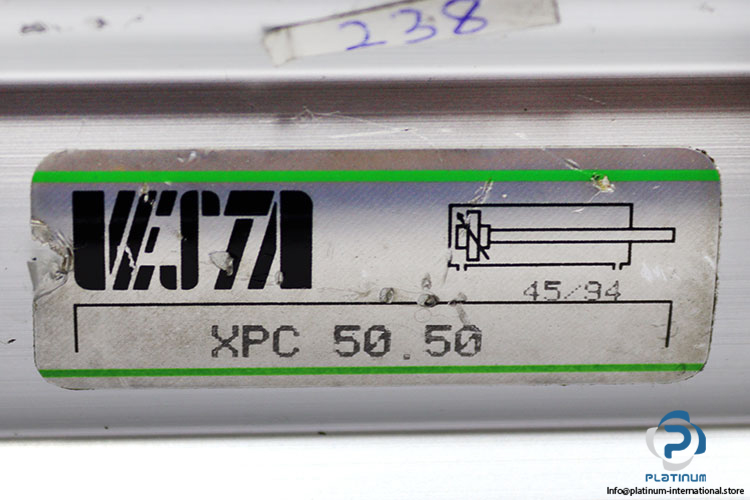 238
VESTA
45/94
XPC 50.50
PLATINUM
Info@platinum-international.store